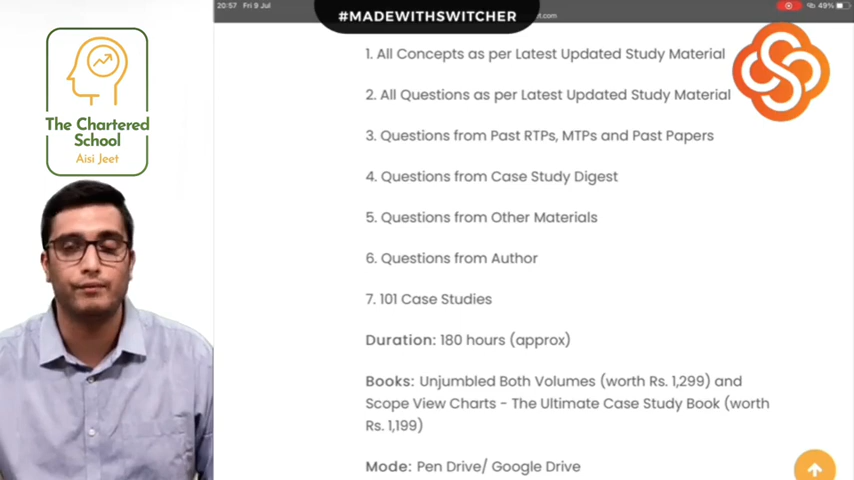 20:57 Fri 9 Jul
#MADEWITHSWITCHER
49%
The Chartered
School
Aisi Jeet
1. All Concepts as per Latest Updated Study Material
2. All Questions as per Latest Updated Study Material
3. Questions from Past RTPs, MTPs and Past Papers
4. Questions from Case Study Digest
5. Questions from Other Materials
6. Questions from Author
7. 101 Case Studies
Duration: 180 hours (approx)
Books: Unjumbled Both Volumes (worth Rs. 1,299) and
Scope View Charts - The Ultimate Case Study Book (worth
Rs. 1,199)
Mode: Pen Drive/ Google Drive